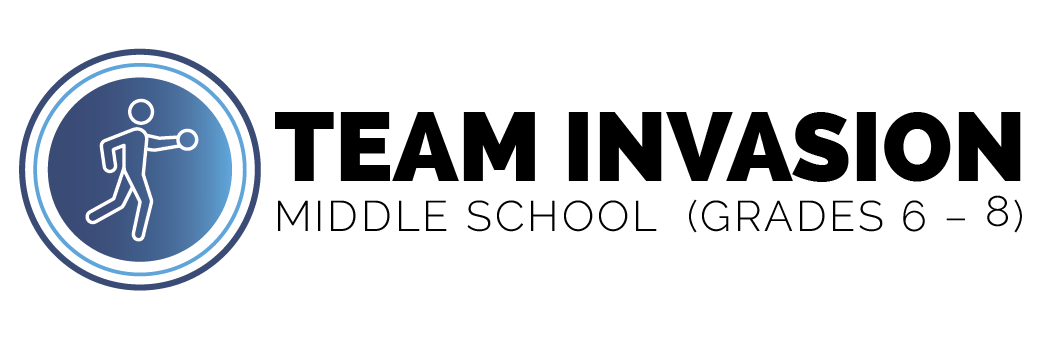 TEAM INVASION
MIDDLE SCHOOL (GRADES 6 – 8)